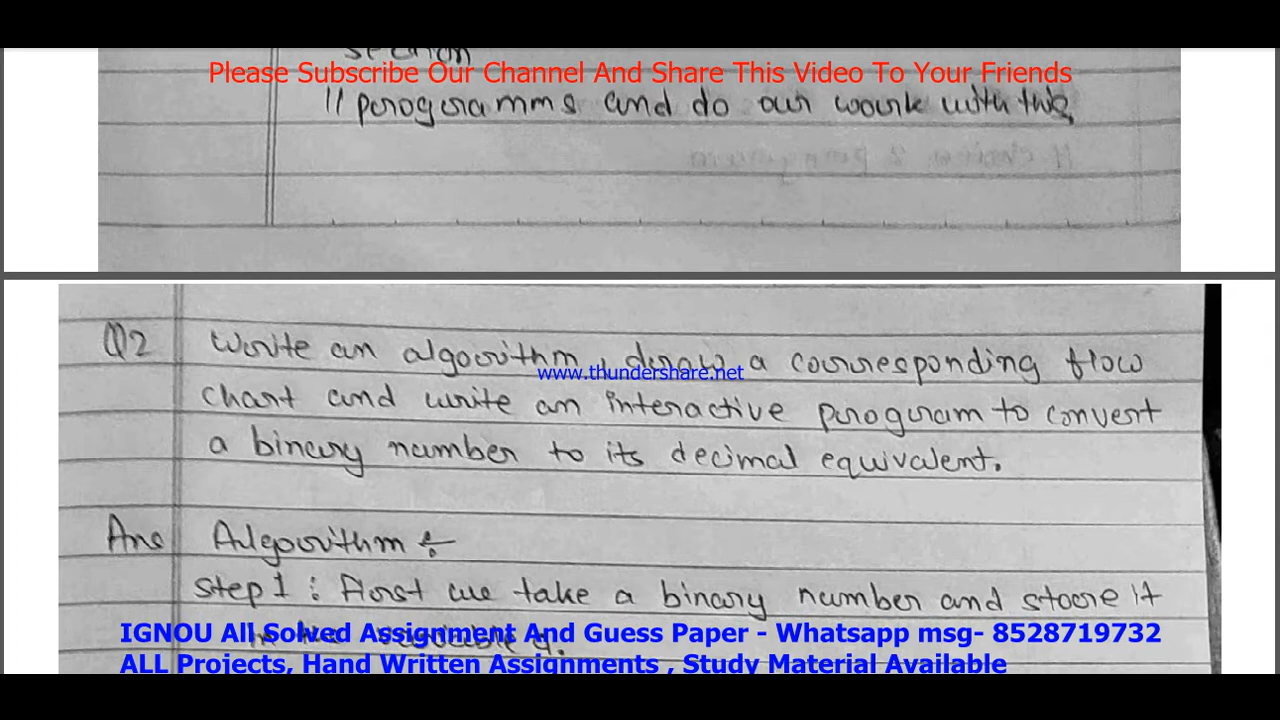 section
Please Subscribe Our Channel And Share This Video To Your Friends
// programms and do our work with this
Q2 Write an algorithm, draw a corresponding flow
www.thundershare.net
chart and write an interactive program to convert
a binary number to its decimal equivalent.
Ans Algorithm :-
Step 1 : First we take a binary number and store it
IGNOU All Solved Assignment And Guess Paper - Whatsapp msg- 8528719732
ALL Projects, Hand Written Assignments , Study Material Available